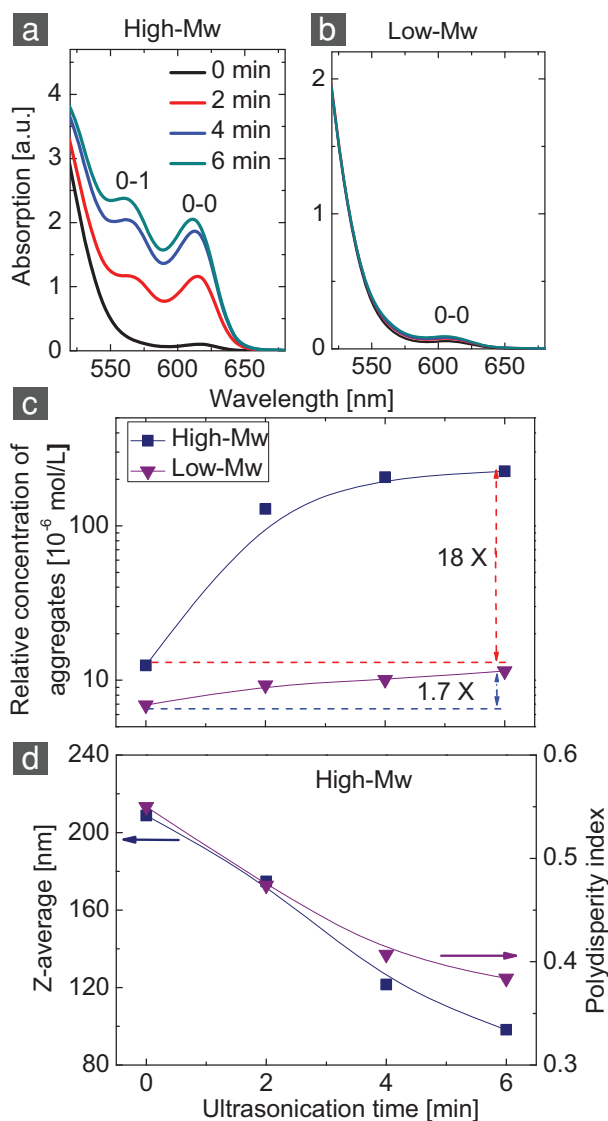 a
High-Mw
b
Low-Mw
0 min
2 min
4 min
6 min
0-1
0-0
0-0
Absorption [a.u.]
0
1
2
3
4
5
550
600
650
0
1
2
550
600
650
Wavelength [nm]
c
High-Mw
Low-Mw
Relative concentration of
aggregates [10⁻⁶ mol/L]
100
10
18 X
1.7 X
d
High-Mw
Z-average [nm]
240
200
160
120
80
Polydisperity index
0.6
0.5
0.4
0.3
0
2
4
6
Ultrasonication time [min]